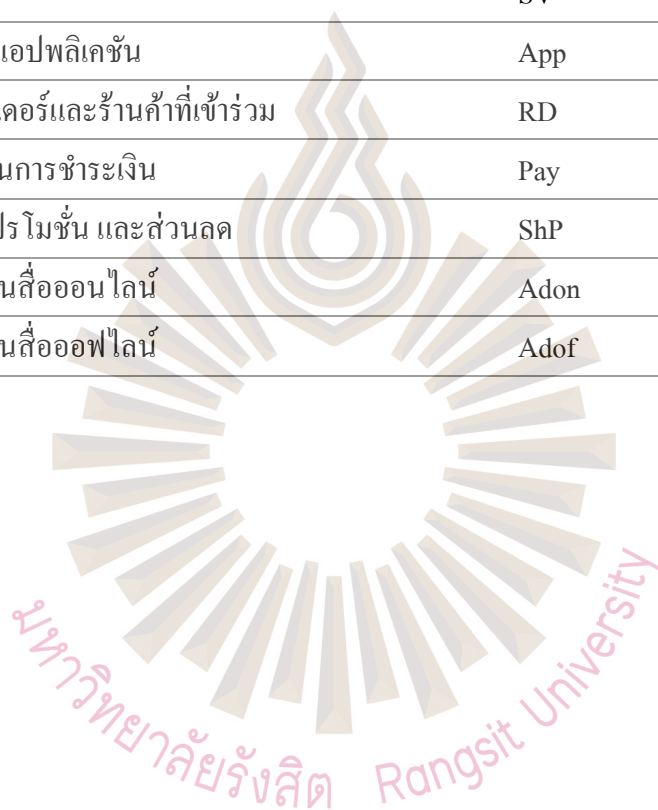 แอปพลิเคชัน App
เดอร์และร้านค้าที่เข้าร่วม RD
นการชำระเงิน Pay
ปรโมชั่น และส่วนลด ShP
นสื่อออนไลน์ Adon
นสื่อออฟไลน์ Adof
มหาวิทยาลัยรังสิต Rangsit University